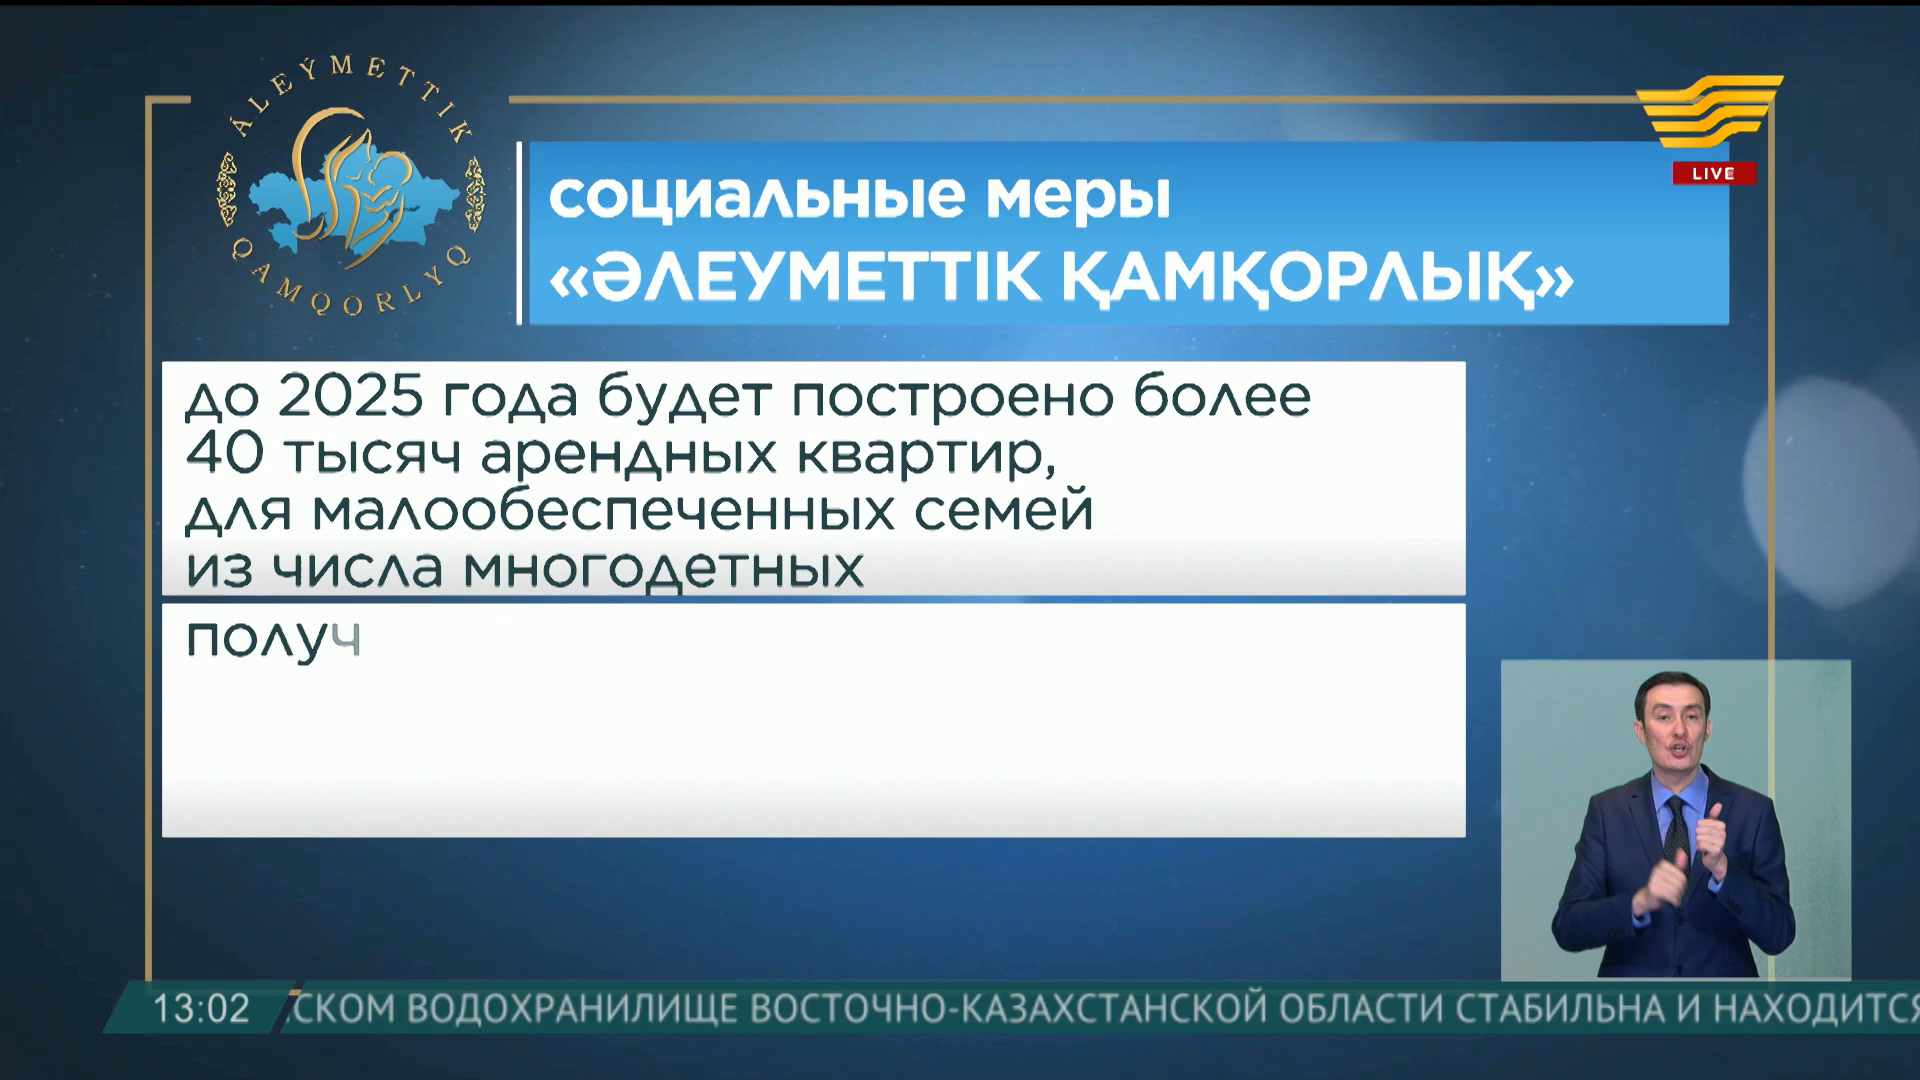 ÁLEÝMETTIK
QAMQORLYQ
LIVE
социальные меры
«ӘЛЕУМЕТТІК ҚАМҚОРЛЫҚ»
до 2025 года будет построено более
40 тысяч арендных квартир,
для малообеспеченных семей
из числа многодетных
получ
13:02
СКОМ ВОДОХРАНИЛИЩЕ ВОСТОЧНО-КАЗАХСТАНСКОЙ ОБЛАСТИ СТАБИЛЬНА И НАХОДИТСЯ